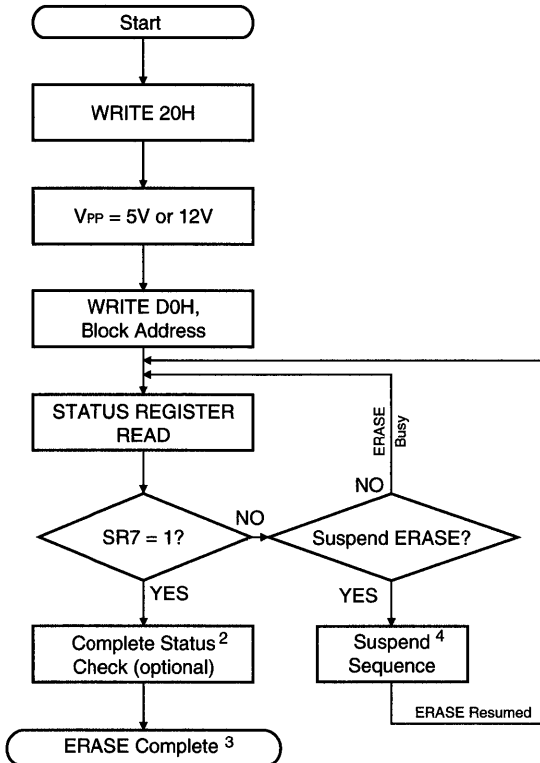 Start
WRITE 20H
VPP = 5V or 12V
WRITE D0H,
Block Address
STATUS REGISTER
READ
ERASE
Busy
SR7 = 1?
NO
Suspend ERASE?
NO
YES
YES
Complete Status 2
Check (optional)
Suspend 4
Sequence
ERASE Resumed
ERASE Complete 3